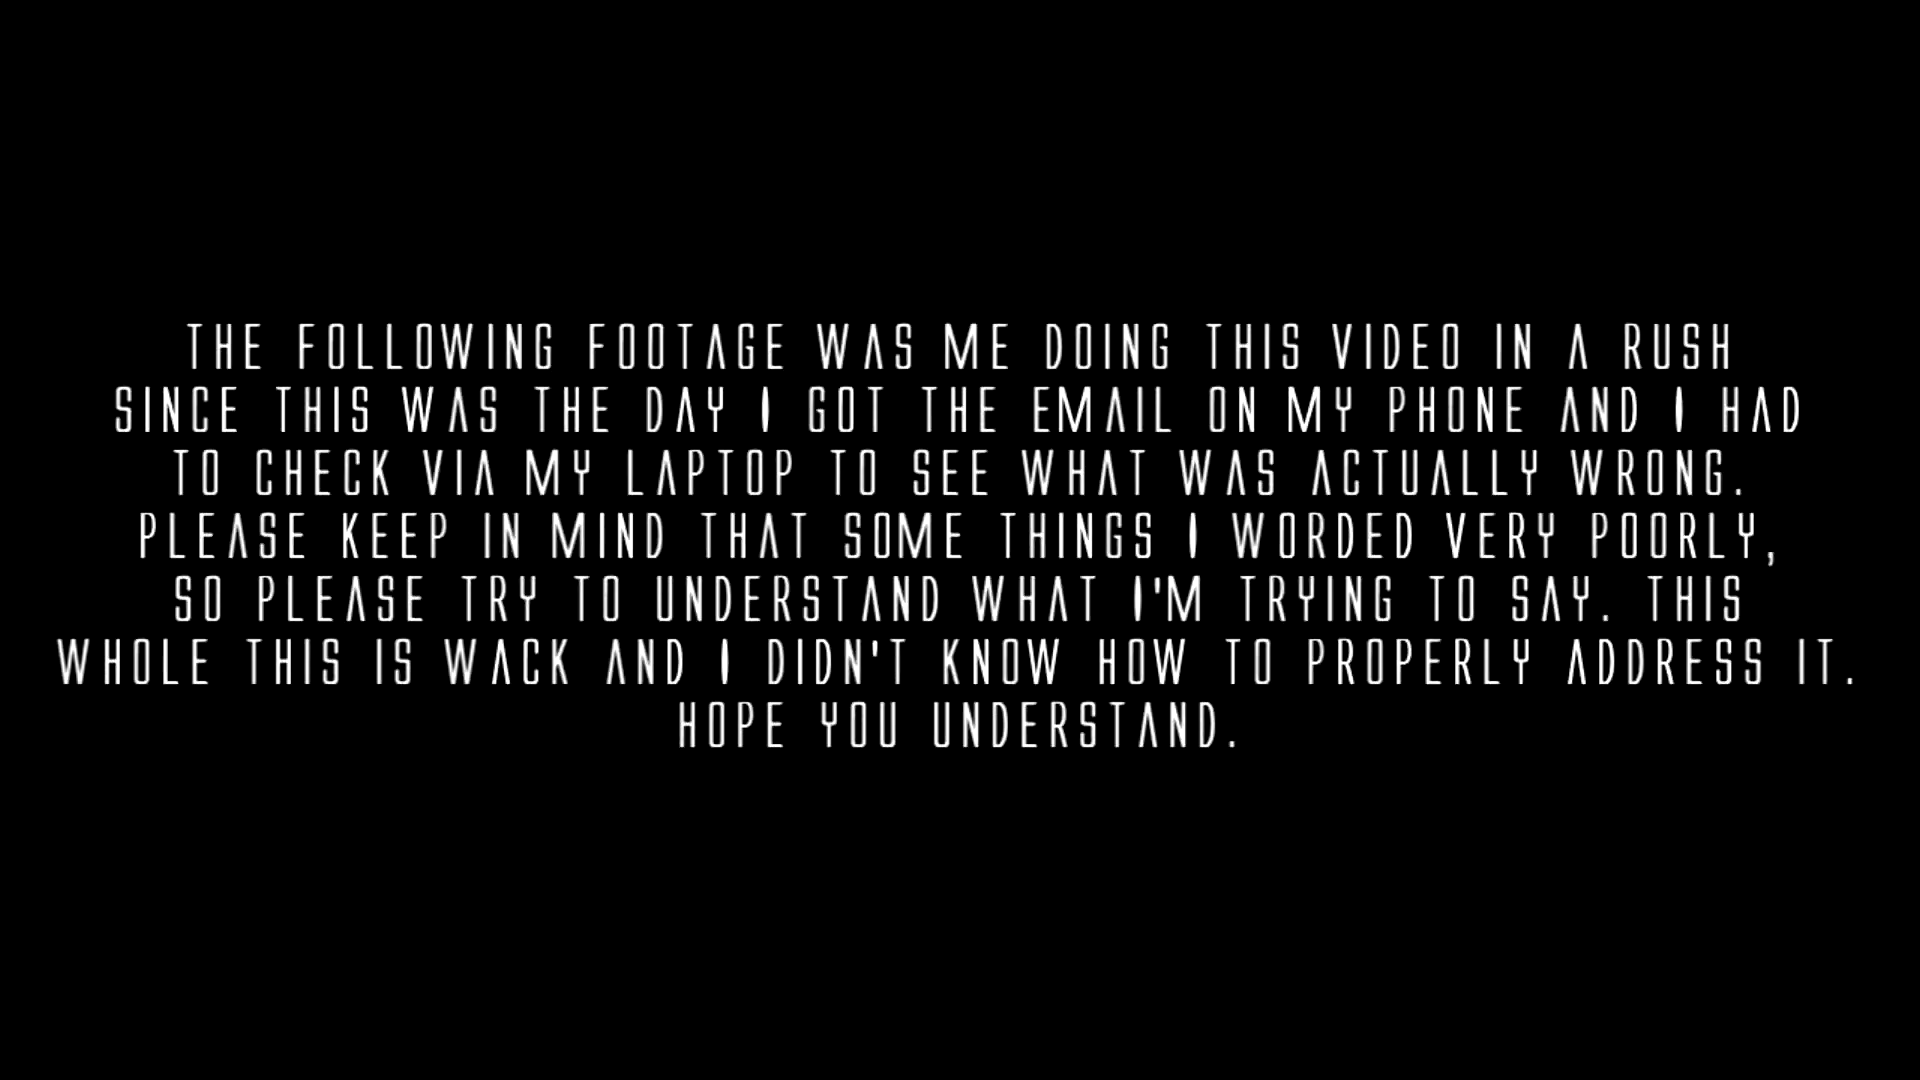 THE FOLLOWING FOOTAGE WAS ME DOING THIS VIDEO IN A RUSH
SINCE THIS WAS THE DAY I GOT THE EMAIL ON MY PHONE AND I HAD
TO CHECK VIA MY LAPTOP TO SEE WHAT WAS ACTUALLY WRONG.
PLEASE KEEP IN MIND THAT SOME THINGS I WORDED VERY POORLY,
SO PLEASE TRY TO UNDERSTAND WHAT I'M TRYING TO SAY. THIS
WHOLE THIS IS WACK AND I DIDN'T KNOW HOW TO PROPERLY ADDRESS IT.
HOPE YOU UNDERSTAND.